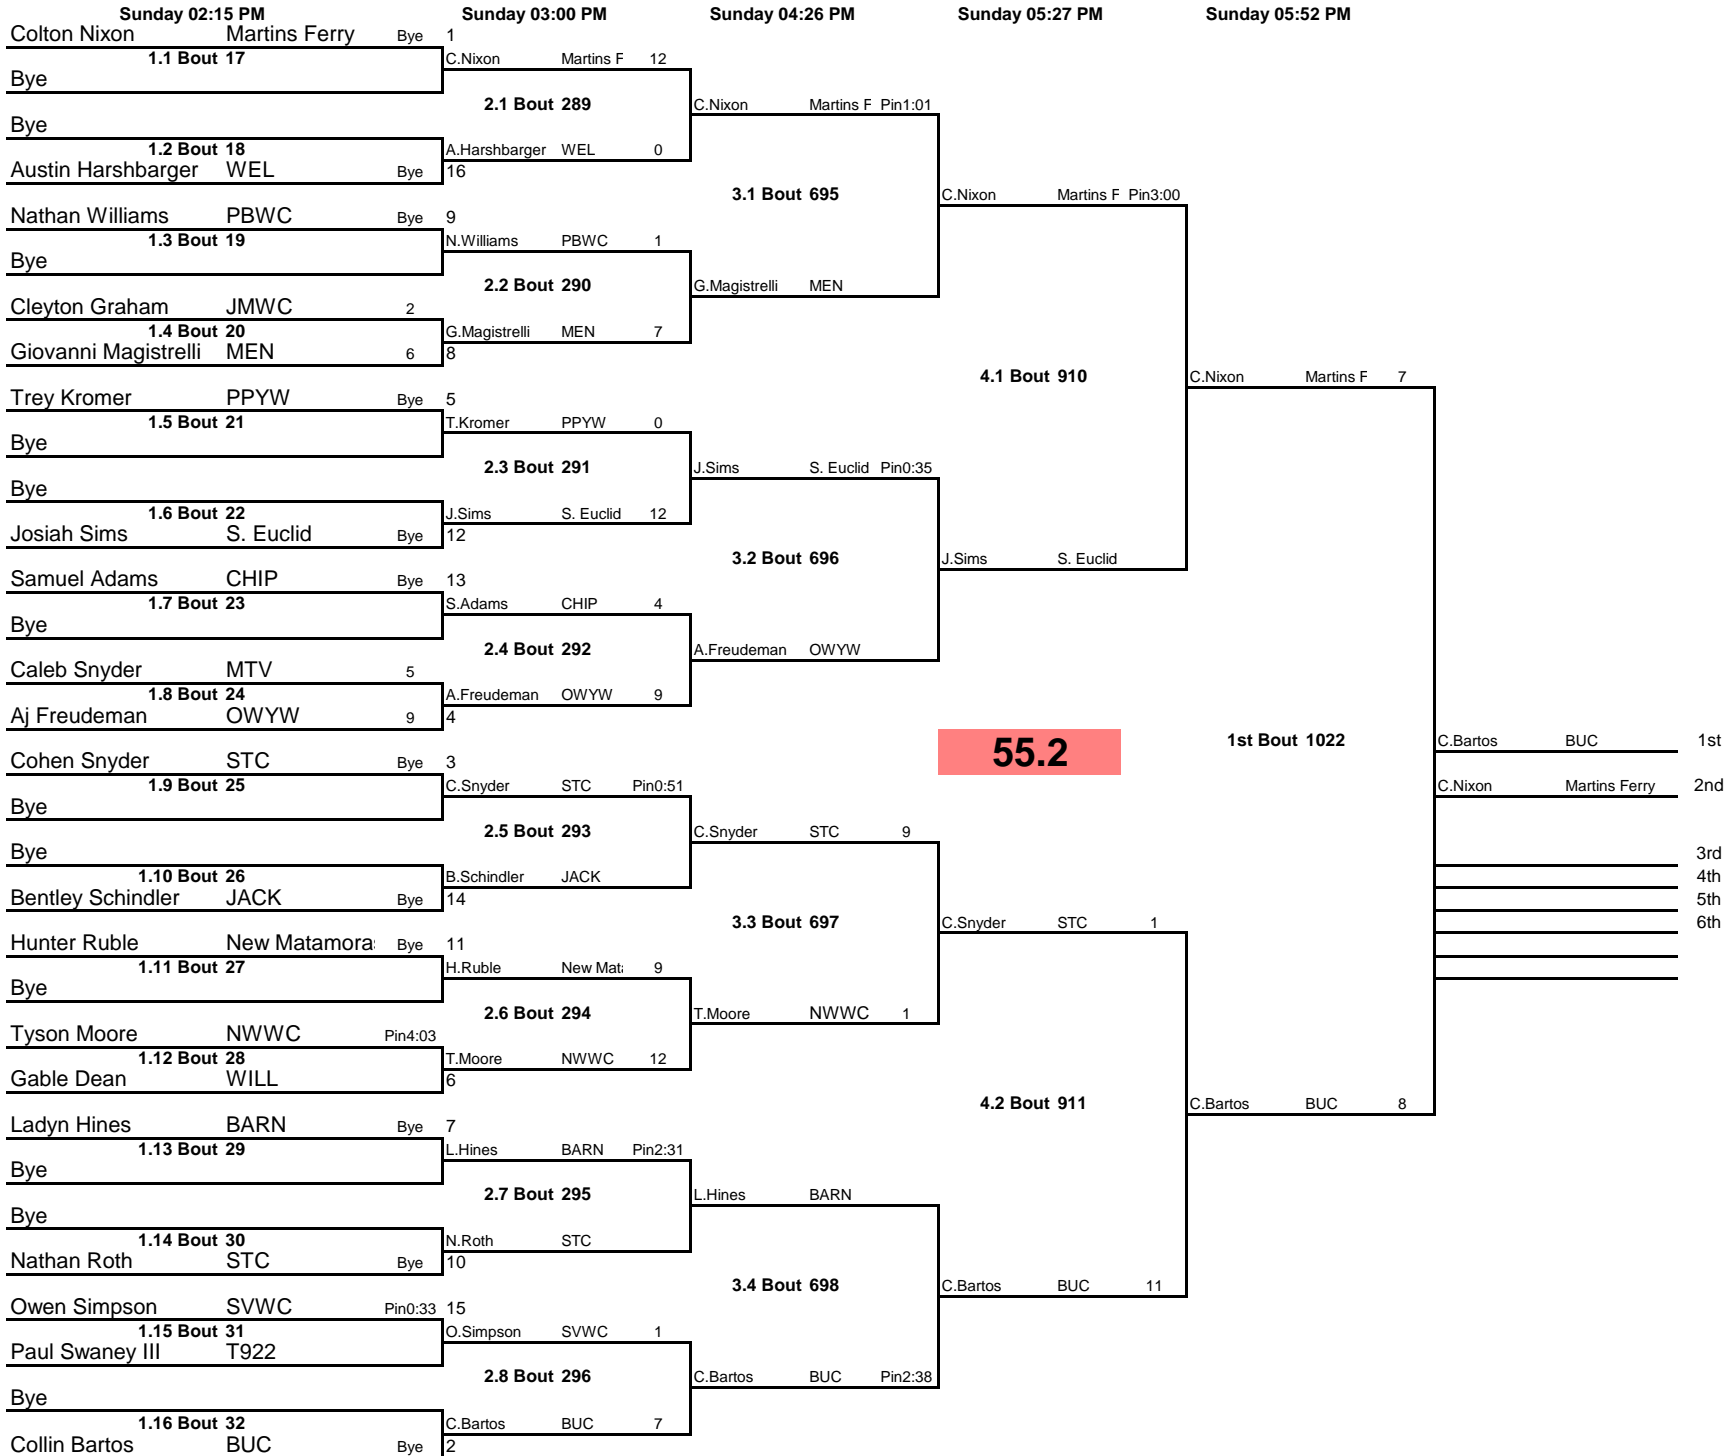 Sunday 02:15 PM Sunday 03:00 PM Sunday 04:26 PM Sunday 05:27 PM Sunday 05:52 PM
Colton Nixon Martins Ferry Bye 1
1.1 Bout 17 C.Nixon Martins F 12
Bye
2.1 Bout 289 C.Nixon Martins F Pin1:01
Bye
1.2 Bout 18 A.Harshbarger WEL 0
Austin Harshbarger WEL Bye 16
3.1 Bout 695 C.Nixon Martins F Pin3:00
Nathan Williams PBWC Bye 9
1.3 Bout 19 N.Williams PBWC 1
Bye
2.2 Bout 290 G.Magistrelli MEN
Cleyton Graham JMWC 2
1.4 Bout 20 G.Magistrelli MEN 7
Giovanni Magistrelli MEN 6 8
4.1 Bout 910 C.Nixon Martins F 7
Trey Kromer PPYW Bye 5
1.5 Bout 21 T.Kromer PPYW 0
Bye
2.3 Bout 291 J.Sims S. Euclid Pin0:35
Bye
1.6 Bout 22 J.Sims S. Euclid 12
Josiah Sims S. Euclid Bye 12
3.2 Bout 696 J.Sims S. Euclid
Samuel Adams CHIP Bye 13
1.7 Bout 23 S.Adams CHIP 4
Bye
2.4 Bout 292 A.Freudeman OWYW
Caleb Snyder MTV 5
1.8 Bout 24 A.Freudeman OWYW 9
Aj Freudeman OWYW 9 4
55.2 1st Bout 1022 C.Bartos BUC 1st
Cohen Snyder STC Bye 3
1.9 Bout 25 C.Snyder STC Pin0:51 C.Nixon Martins Ferry 2nd
Bye
2.5 Bout 293 C.Snyder STC 9
Bye 3rd
1.10 Bout 26 B.Schindler JACK 4th
Bentley Schindler JACK Bye 14 5th
3.3 Bout 697 C.Snyder STC 1 6th
Hunter Ruble New Matamora Bye 11
1.11 Bout 27 H.Ruble New Mat 9
Bye
2.6 Bout 294 T.Moore NWWC 1
Tyson Moore NWWC Pin4:03
1.12 Bout 28 T.Moore NWWC 12
Gable Dean WILL 6
4.2 Bout 911 C.Bartos BUC 8
Ladyn Hines BARN Bye 7
1.13 Bout 29 L.Hines BARN Pin2:31
Bye
2.7 Bout 295 L.Hines BARN
Bye
1.14 Bout 30 N.Roth STC
Nathan Roth STC Bye 10
3.4 Bout 698 C.Bartos BUC 11
Owen Simpson SVWC Pin0:33 15
1.15 Bout 31 O.Simpson SVWC 1
Paul Swaney III T922
2.8 Bout 296 C.Bartos BUC Pin2:38
Bye
1.16 Bout 32 C.Bartos BUC 7
Collin Bartos BUC Bye 2